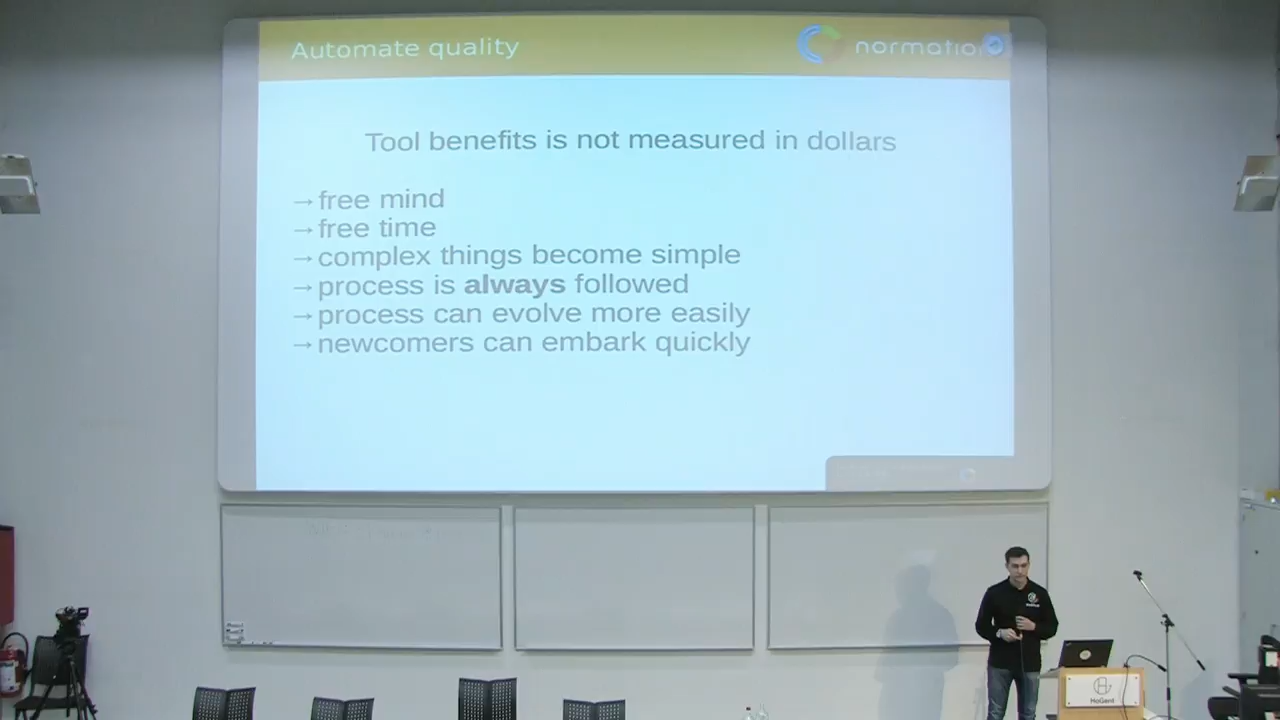 Automate quality
normation
Tool benefits is not measured in dollars
→free mind
→free time
→complex things become simple
→process is always followed
→process can evolve more easily
→newcomers can embark quickly
HoGent